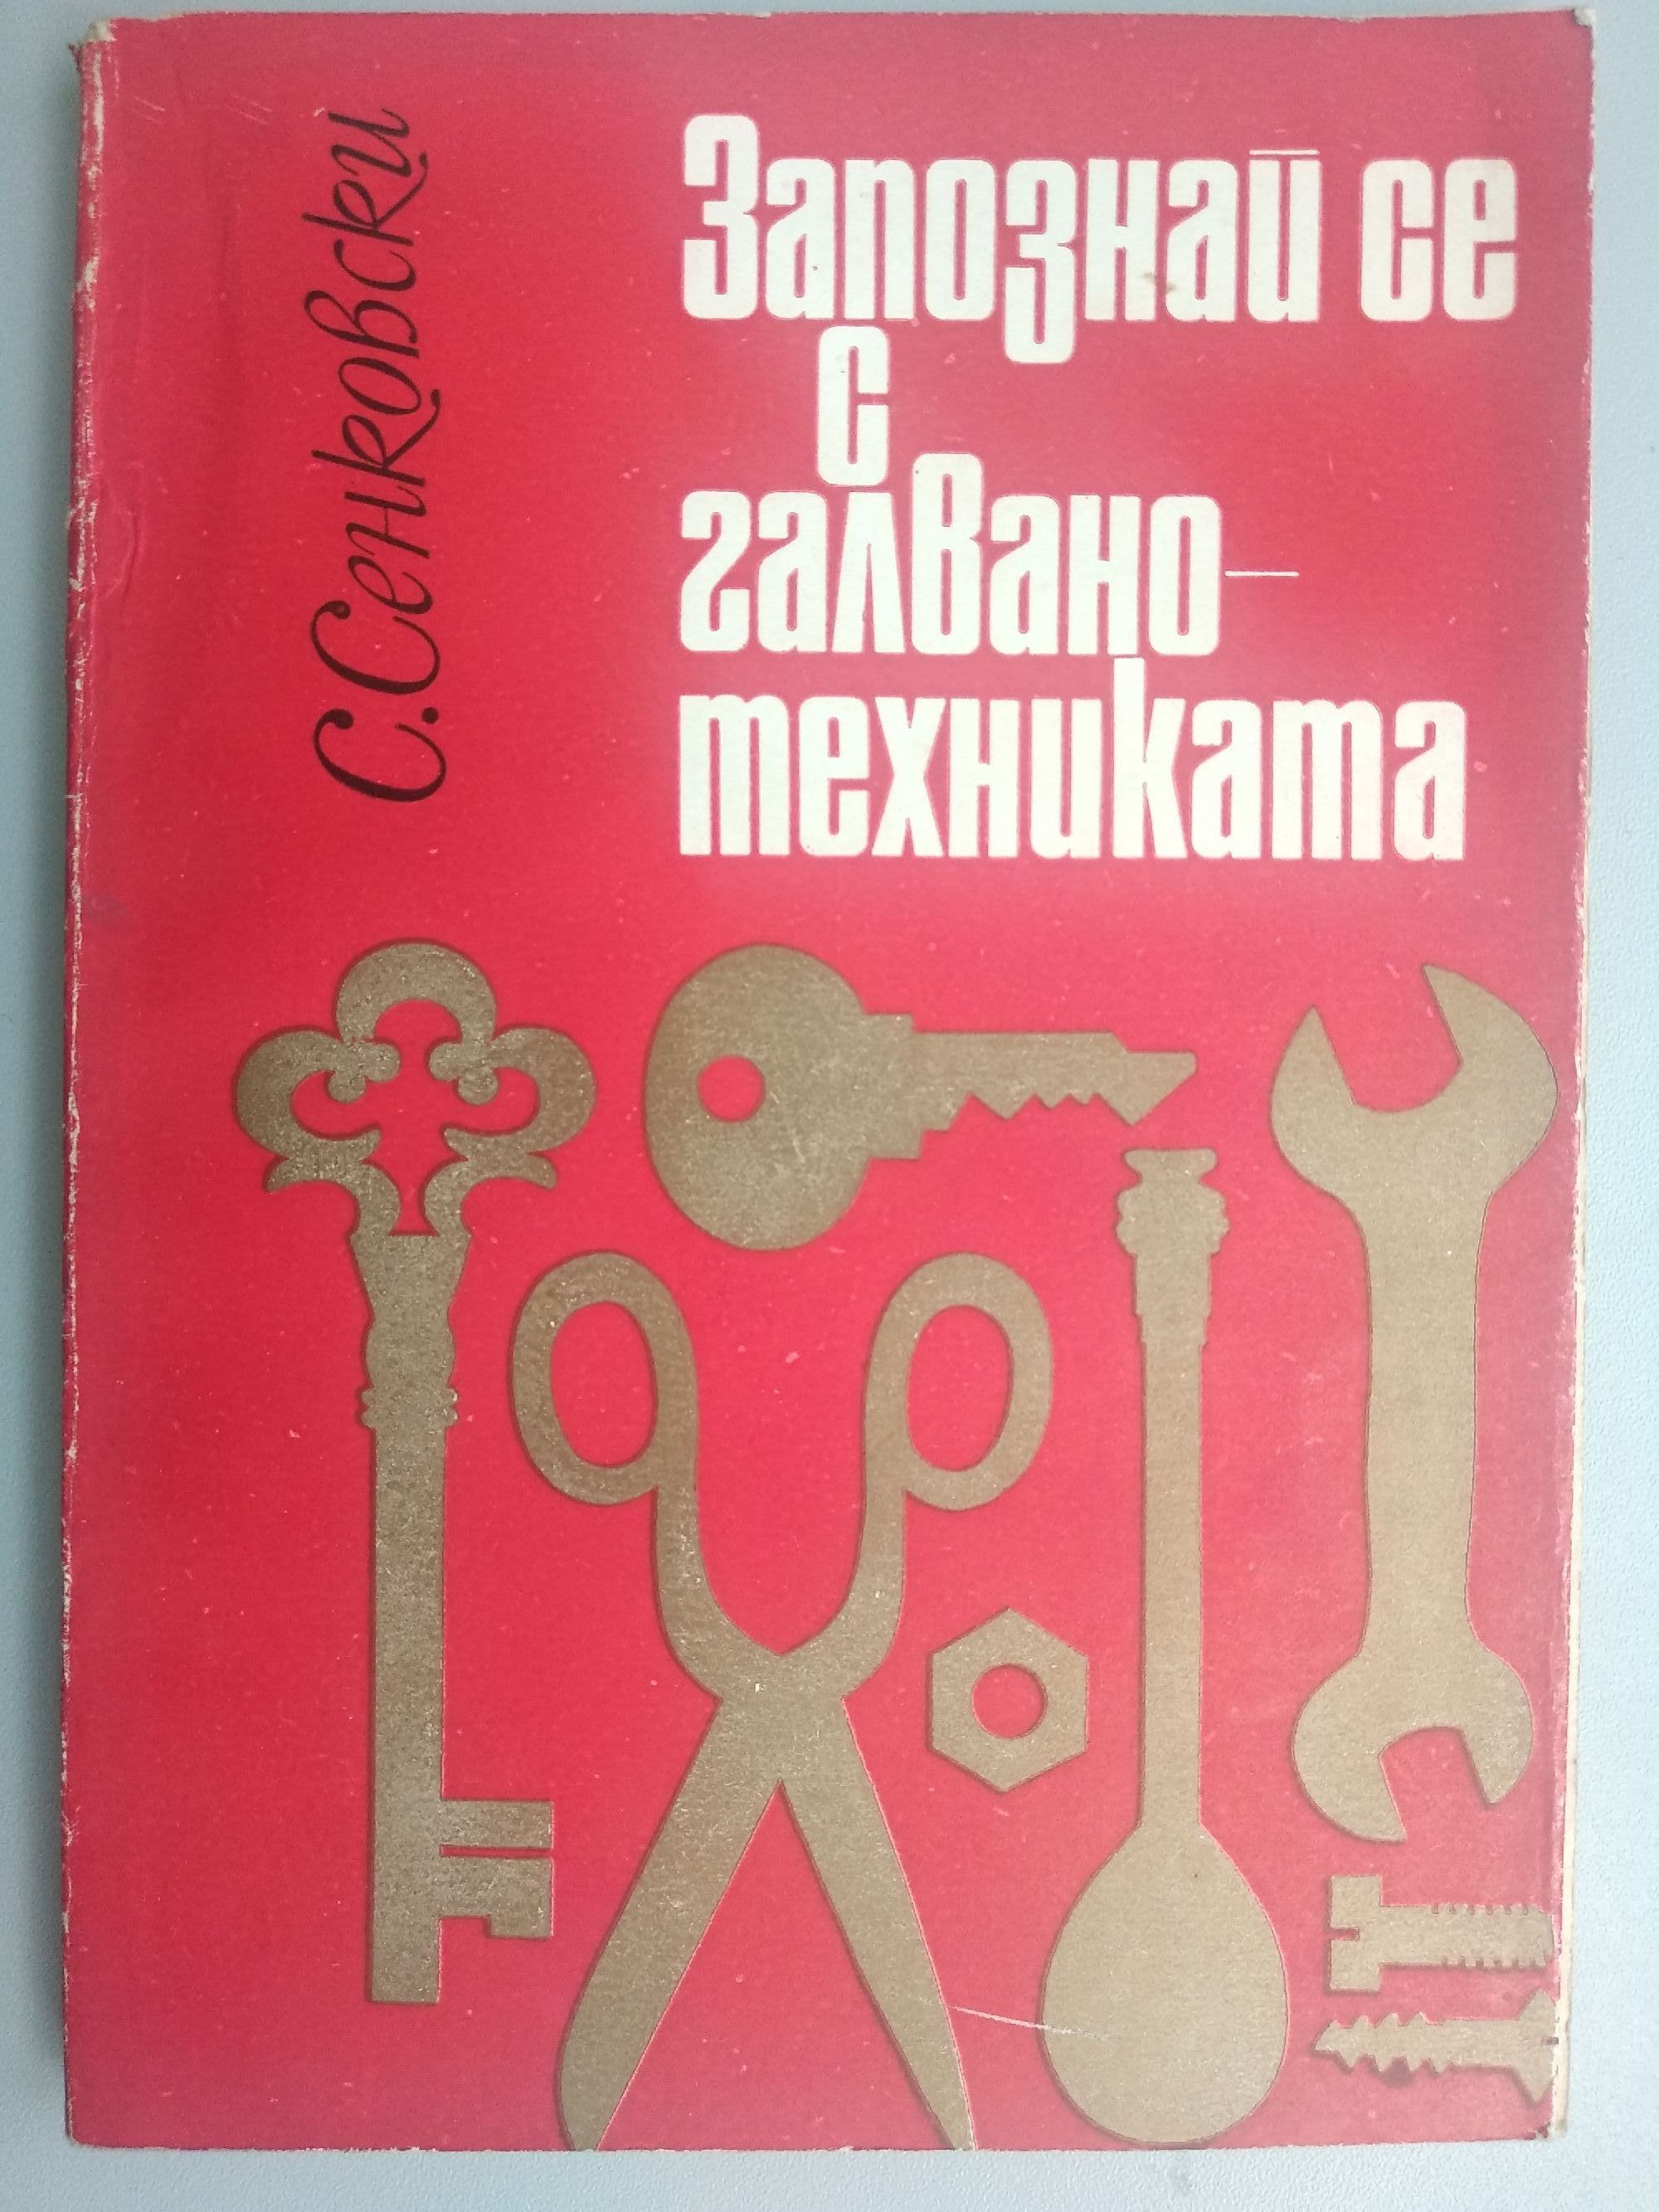 С. Сенковски
Запознай се
с
галвано-
техниката